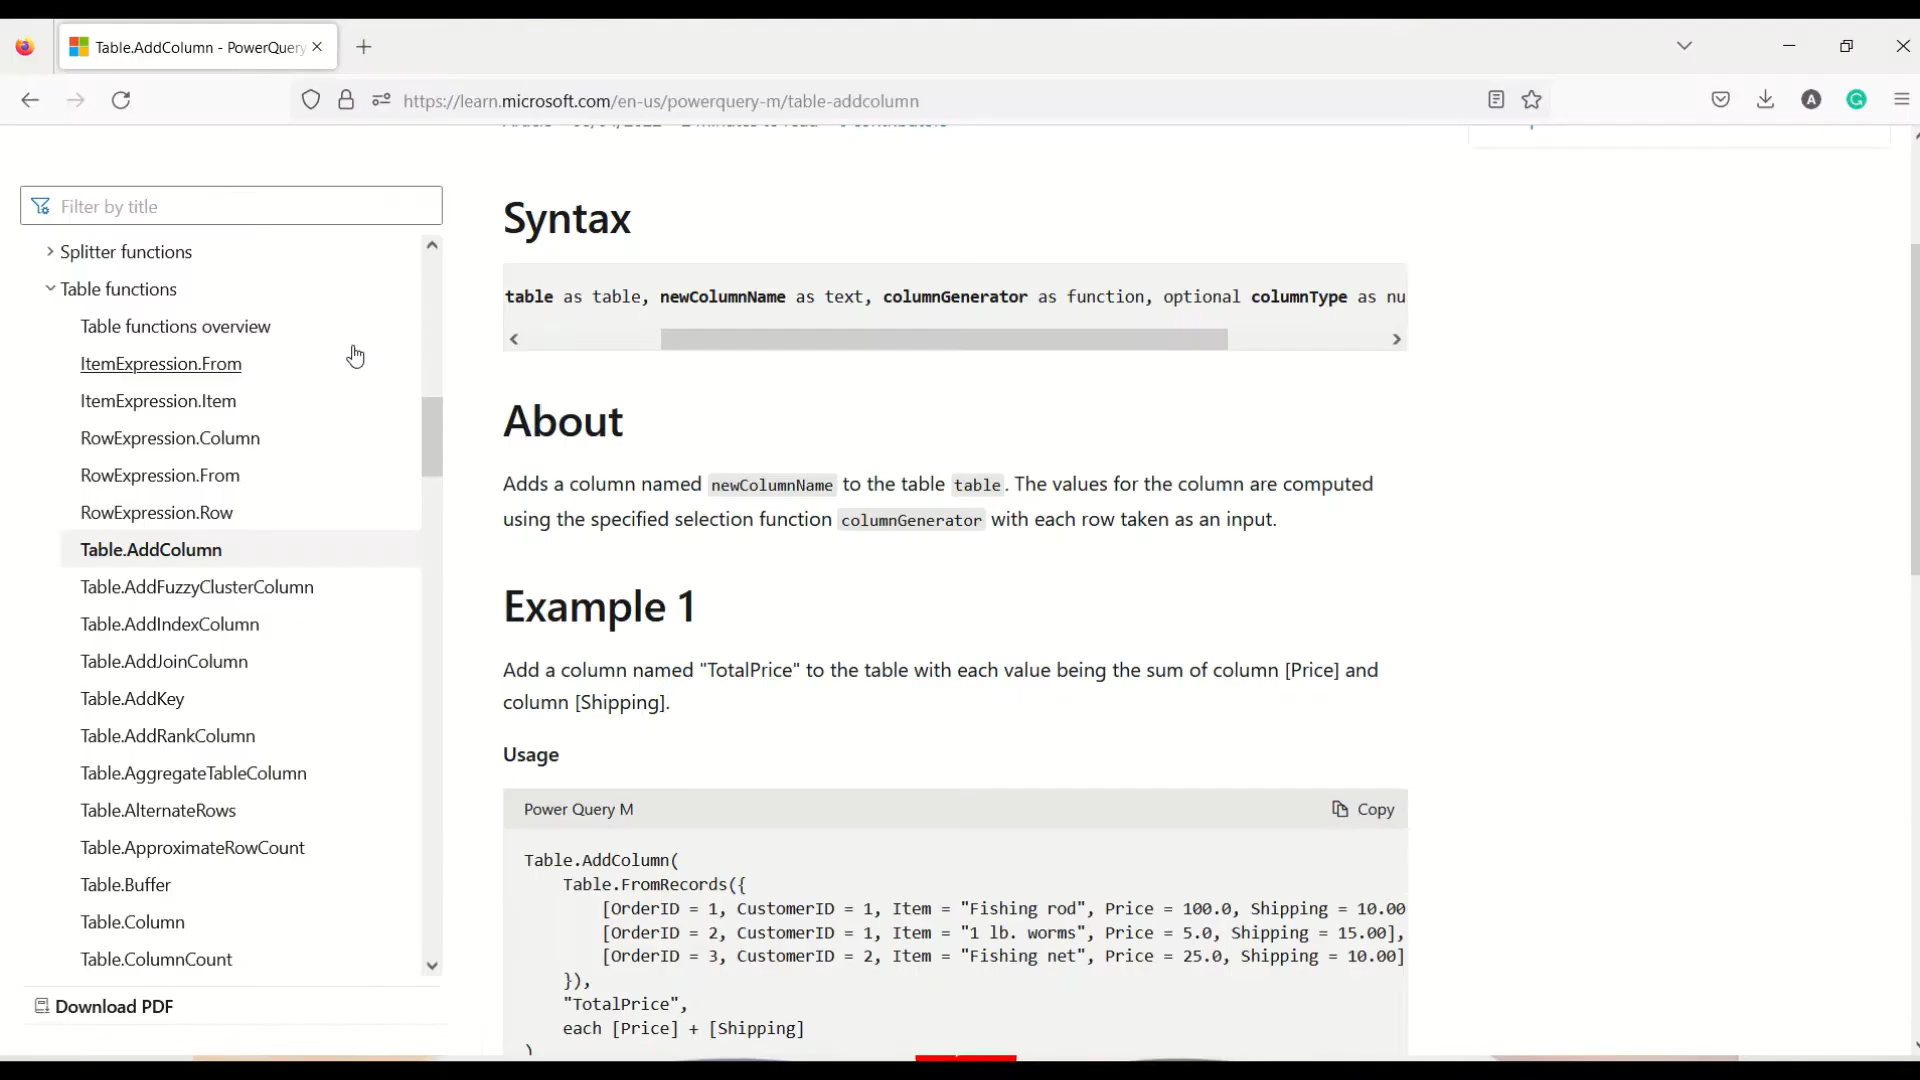 Table.AddColumn - PowerQuery
https://learn.microsoft.com/en-us/powerquery-m/table-addcolumn
A
G
Filter by title
Splitter functions
Table functions
Table functions overview
ItemExpression.From
ItemExpression.Item
RowExpression.Column
RowExpression.From
RowExpression.Row
Table.AddColumn
Table.AddFuzzyClusterColumn
Table.AddIndexColumn
Table.AddJoinColumn
Table.AddKey
Table.AddRankColumn
Table.AggregateTableColumn
Table.AlternateRows
Table.ApproximateRowCount
Table.Buffer
Table.Column
Table.ColumnCount
Download PDF
Syntax
table as table, newColumnName as text, columnGenerator as function, optional columnType as nu
About
Adds a column named newColumnName to the table table. The values for the column are computed
using the specified selection function columnGenerator with each row taken as an input.
Example 1
Add a column named "TotalPrice" to the table with each value being the sum of column [Price] and
column [Shipping].
Usage
Power Query M
Copy
Table.AddColumn(
Table.FromRecords({
[OrderID = 1, CustomerID = 1, Item = "Fishing rod", Price = 100.0, Shipping = 10.00
[OrderID = 2, CustomerID = 1, Item = "1 lb. worms", Price = 5.0, Shipping = 15.00],
[OrderID = 3, CustomerID = 2, Item = "Fishing net", Price = 25.0, Shipping = 10.00]
}),
"TotalPrice",
each [Price] + [Shipping]
)